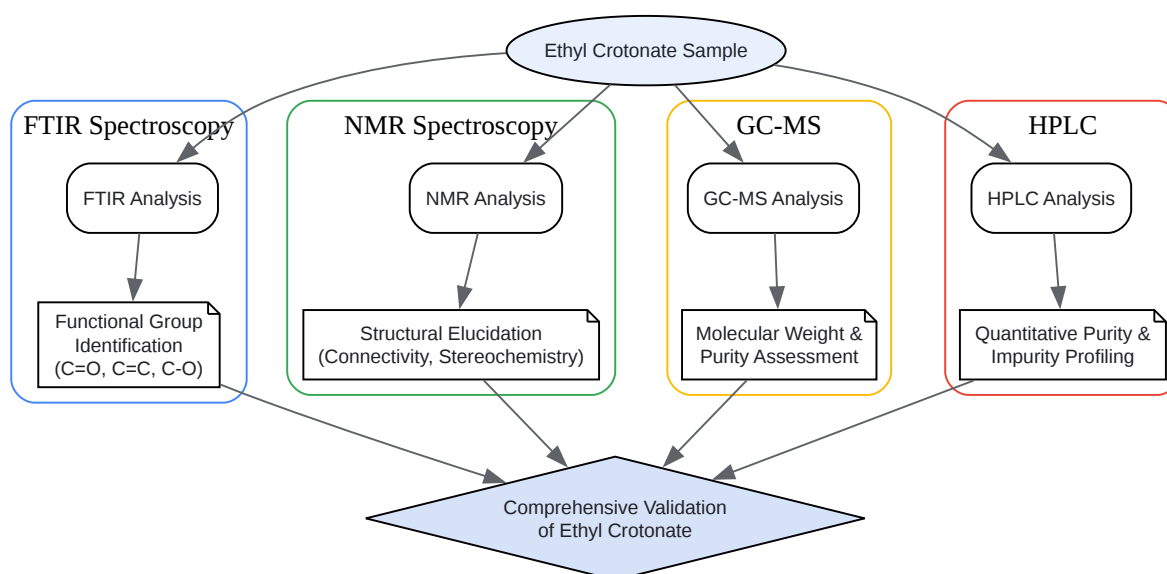 Ethyl Crotonate Sample
FTIR Spectroscopy
NMR Spectroscopy
GC-MS
HPLC
FTIR Analysis
NMR Analysis
GC-MS Analysis
HPLC Analysis
Functional Group
Identification
(C=O, C=C, C-O)
Structural Elucidation
(Connectivity, Stereochemistry)
Molecular Weight &
Purity Assessment
Quantitative Purity &
Impurity Profiling
Comprehensive Validation
of Ethyl Crotonate